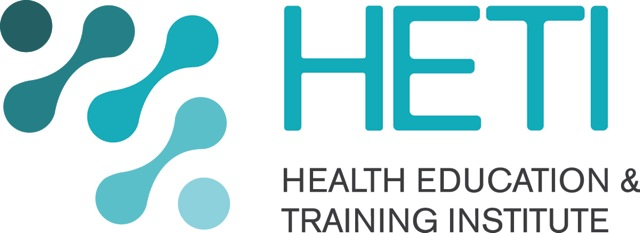 HETI
HEALTH EDUCATION &
TRAINING INSTITUTE